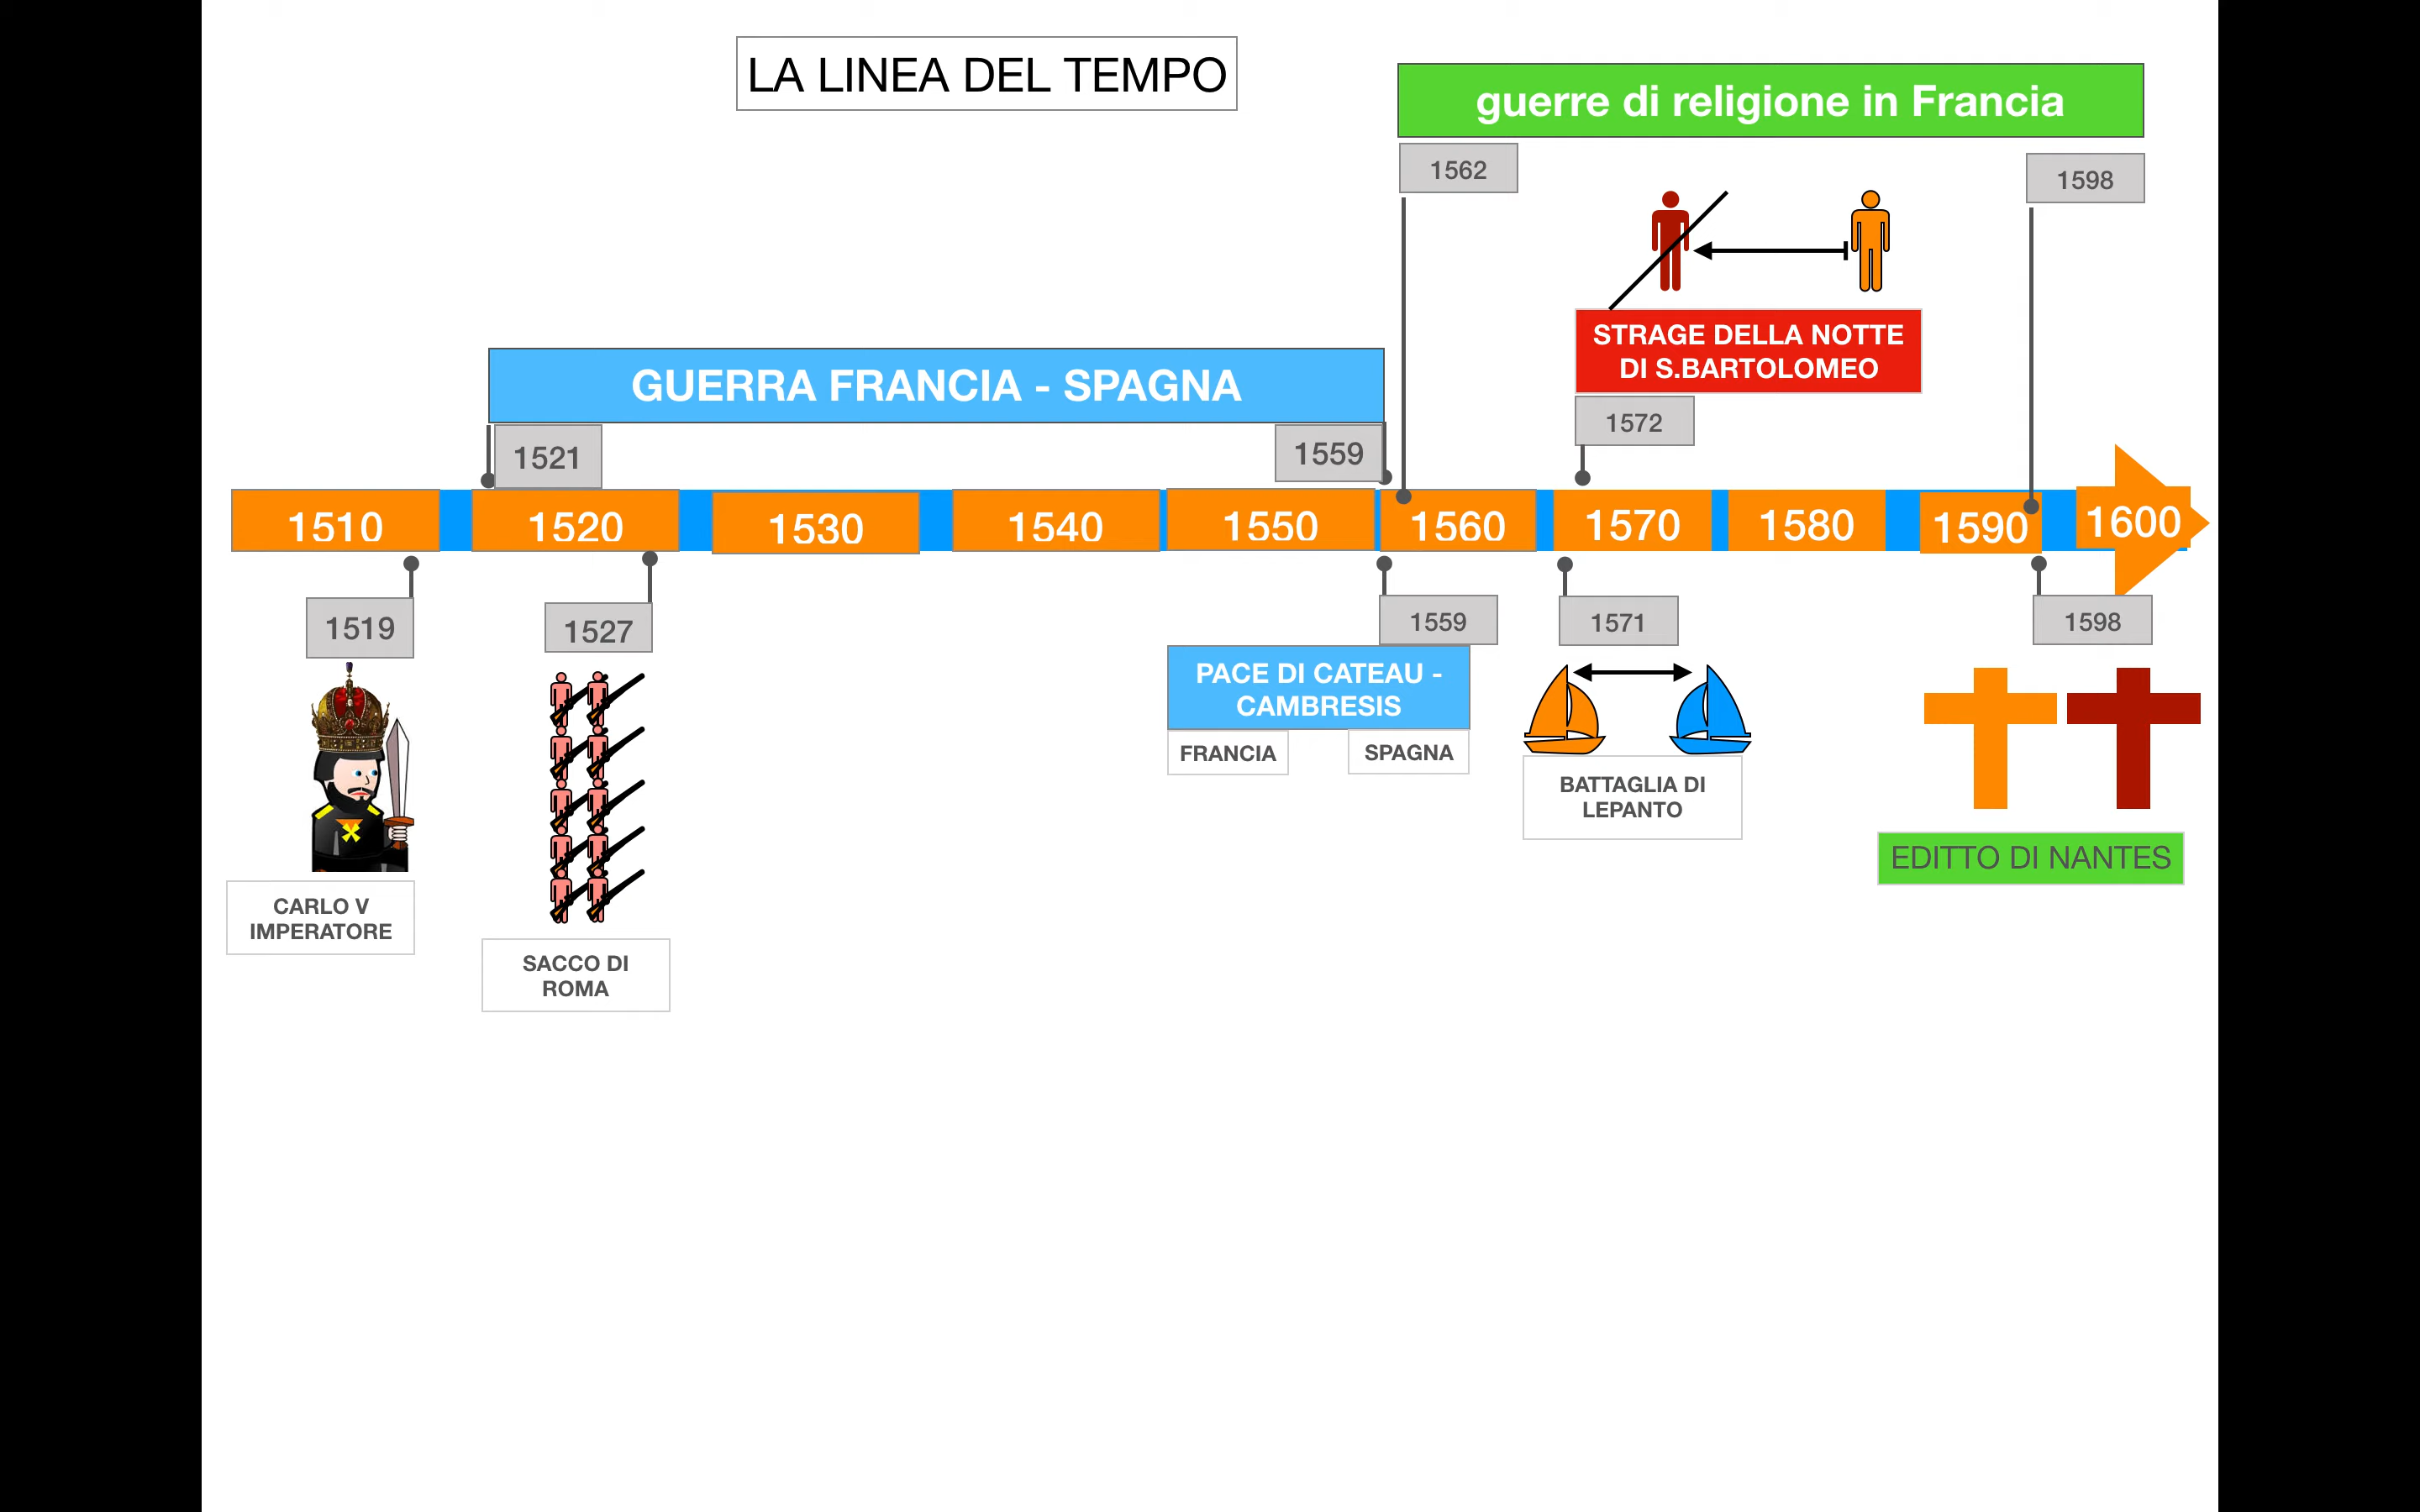 LA LINEA DEL TEMPO
guerre di religione in Francia
1562
1598
STRAGE DELLA NOTTE
DI S.BARTOLOMEO
1572
GUERRA FRANCIA - SPAGNA
1521
1559
1510
1520
1530
1540
1550
1560
1570
1580
1590
1600
1519
CARLO V
IMPERATORE
1527
SACCO DI
ROMA
1559
PACE DI CATEAU -
CAMBRESIS
FRANCIA
SPAGNA
1571
BATTAGLIA DI
LEPANTO
1598
EDITTO DI NANTES